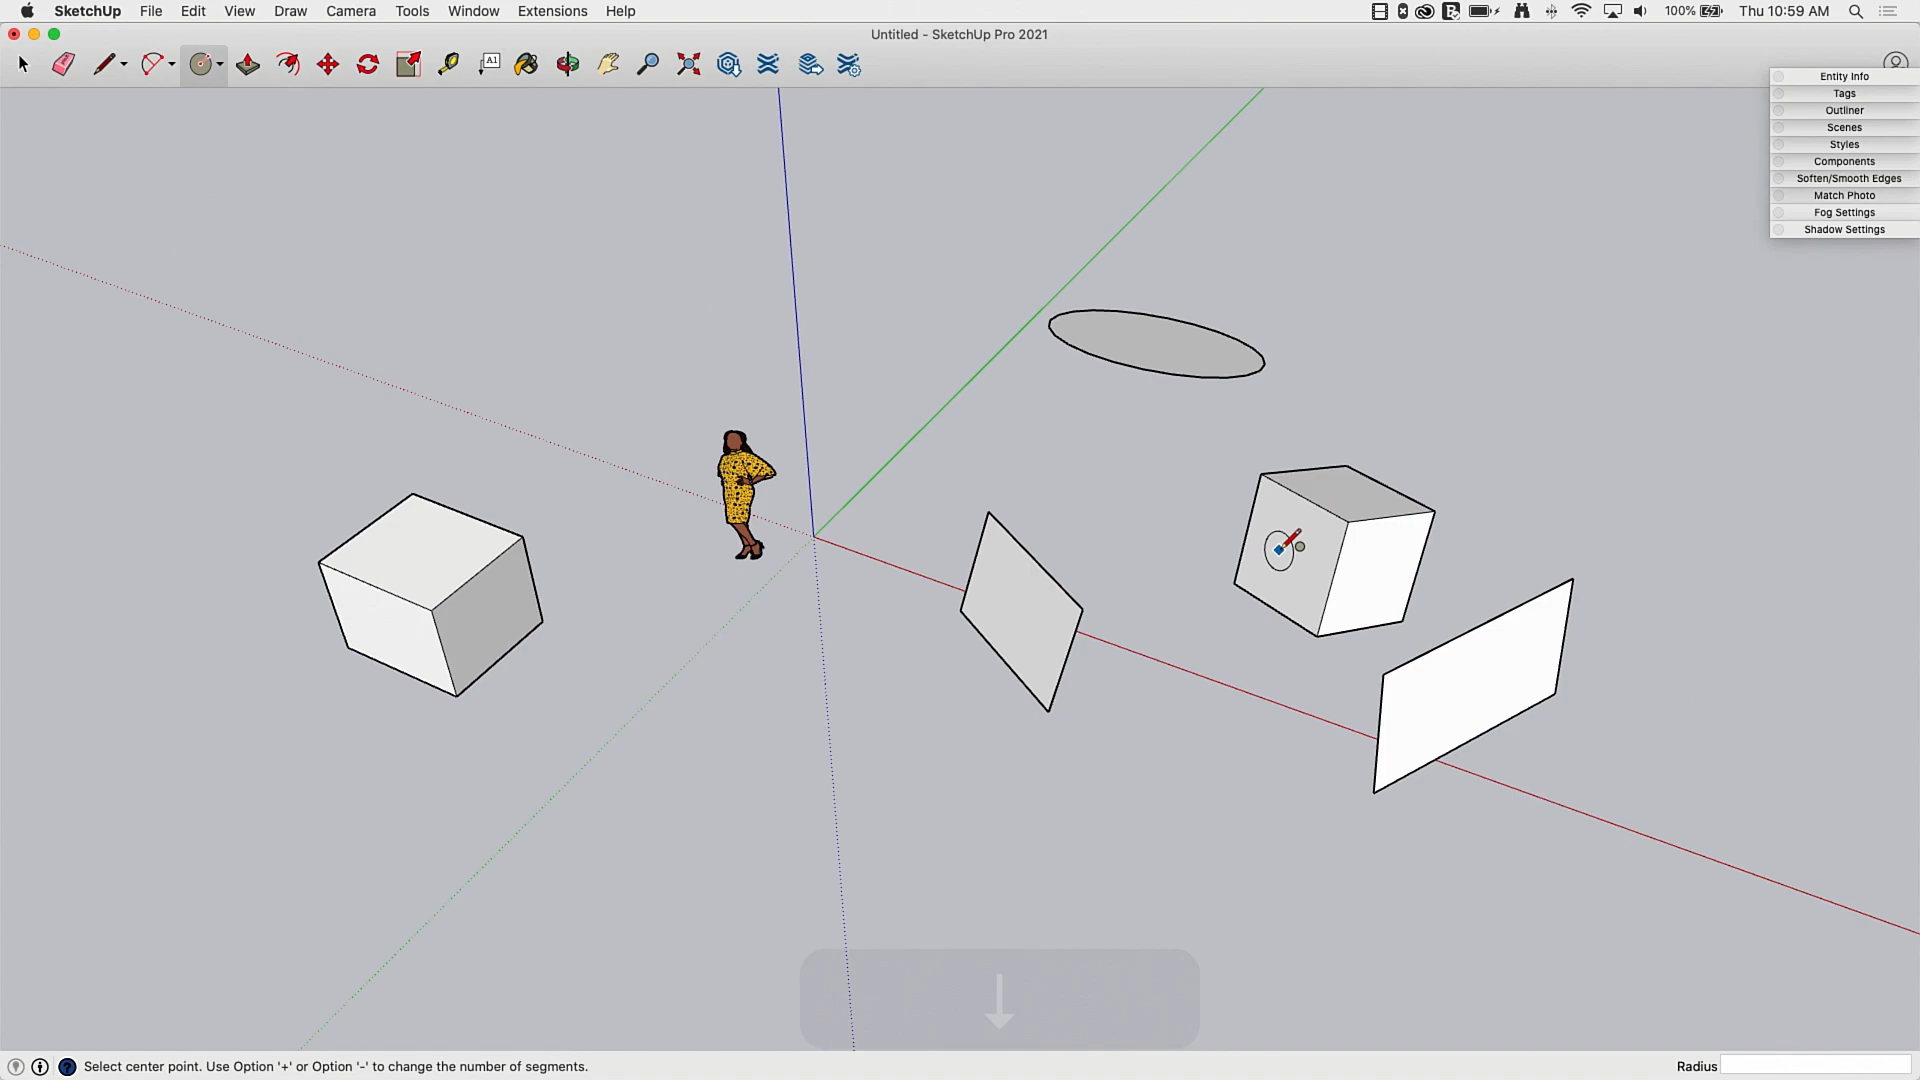 SketchUp File Edit View Draw Camera Tools Window Extensions Help 100% Thu 10:59 AM
Untitled - SketchUp Pro 2021
A1
Entity Info
Tags
Outliner
Scenes
Styles
Components
Soften/Smooth Edges
Match Photo
Fog Settings
Shadow Settings
Select center point. Use Option '+' or Option '-' to change the number of segments. Radius